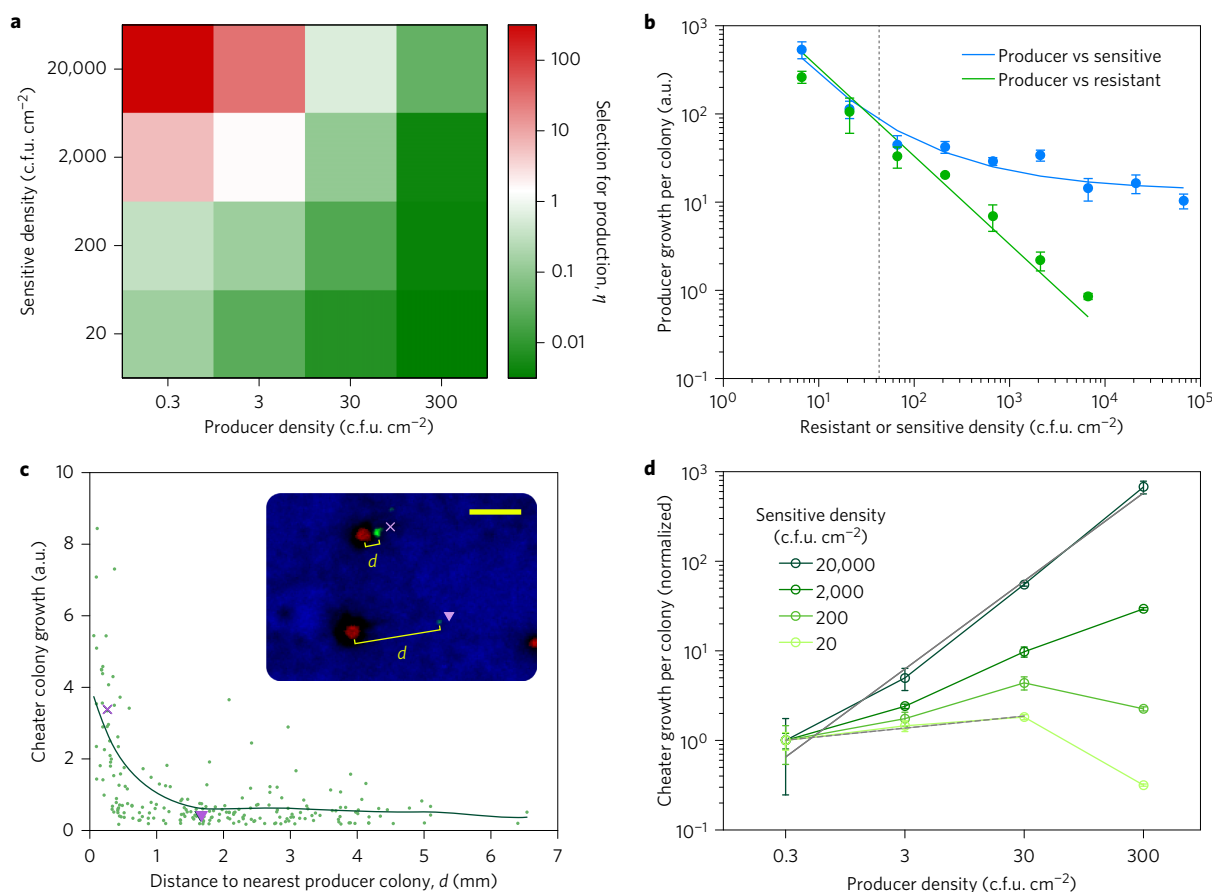 a
Sensitive density (c.f.u. cm⁻²)
20,000
2,000
200
20
0.3 3 30 300
Producer density (c.f.u. cm⁻²)
100
10
1
0.1
0.01
Selection for production, η
b
Producer growth per colony (a.u.)
10³
10²
10¹
10⁰
10⁻¹
Producer vs sensitive
Producer vs resistant
10⁰ 10¹ 10² 10³ 10⁴ 10⁵
Resistant or sensitive density (c.f.u. cm⁻²)
c
Cheater colony growth (a.u.)
10
8
6
4
2
0
d
d
0 1 2 3 4 5 6 7
Distance to nearest producer colony, d (mm)
d
Cheater growth per colony (normalized)
10³
10²
10¹
10⁰
10⁻¹
Sensitive density
(c.f.u. cm⁻²)
20,000
2,000
200
20
0.3 3 30 300
Producer density (c.f.u. cm⁻²)